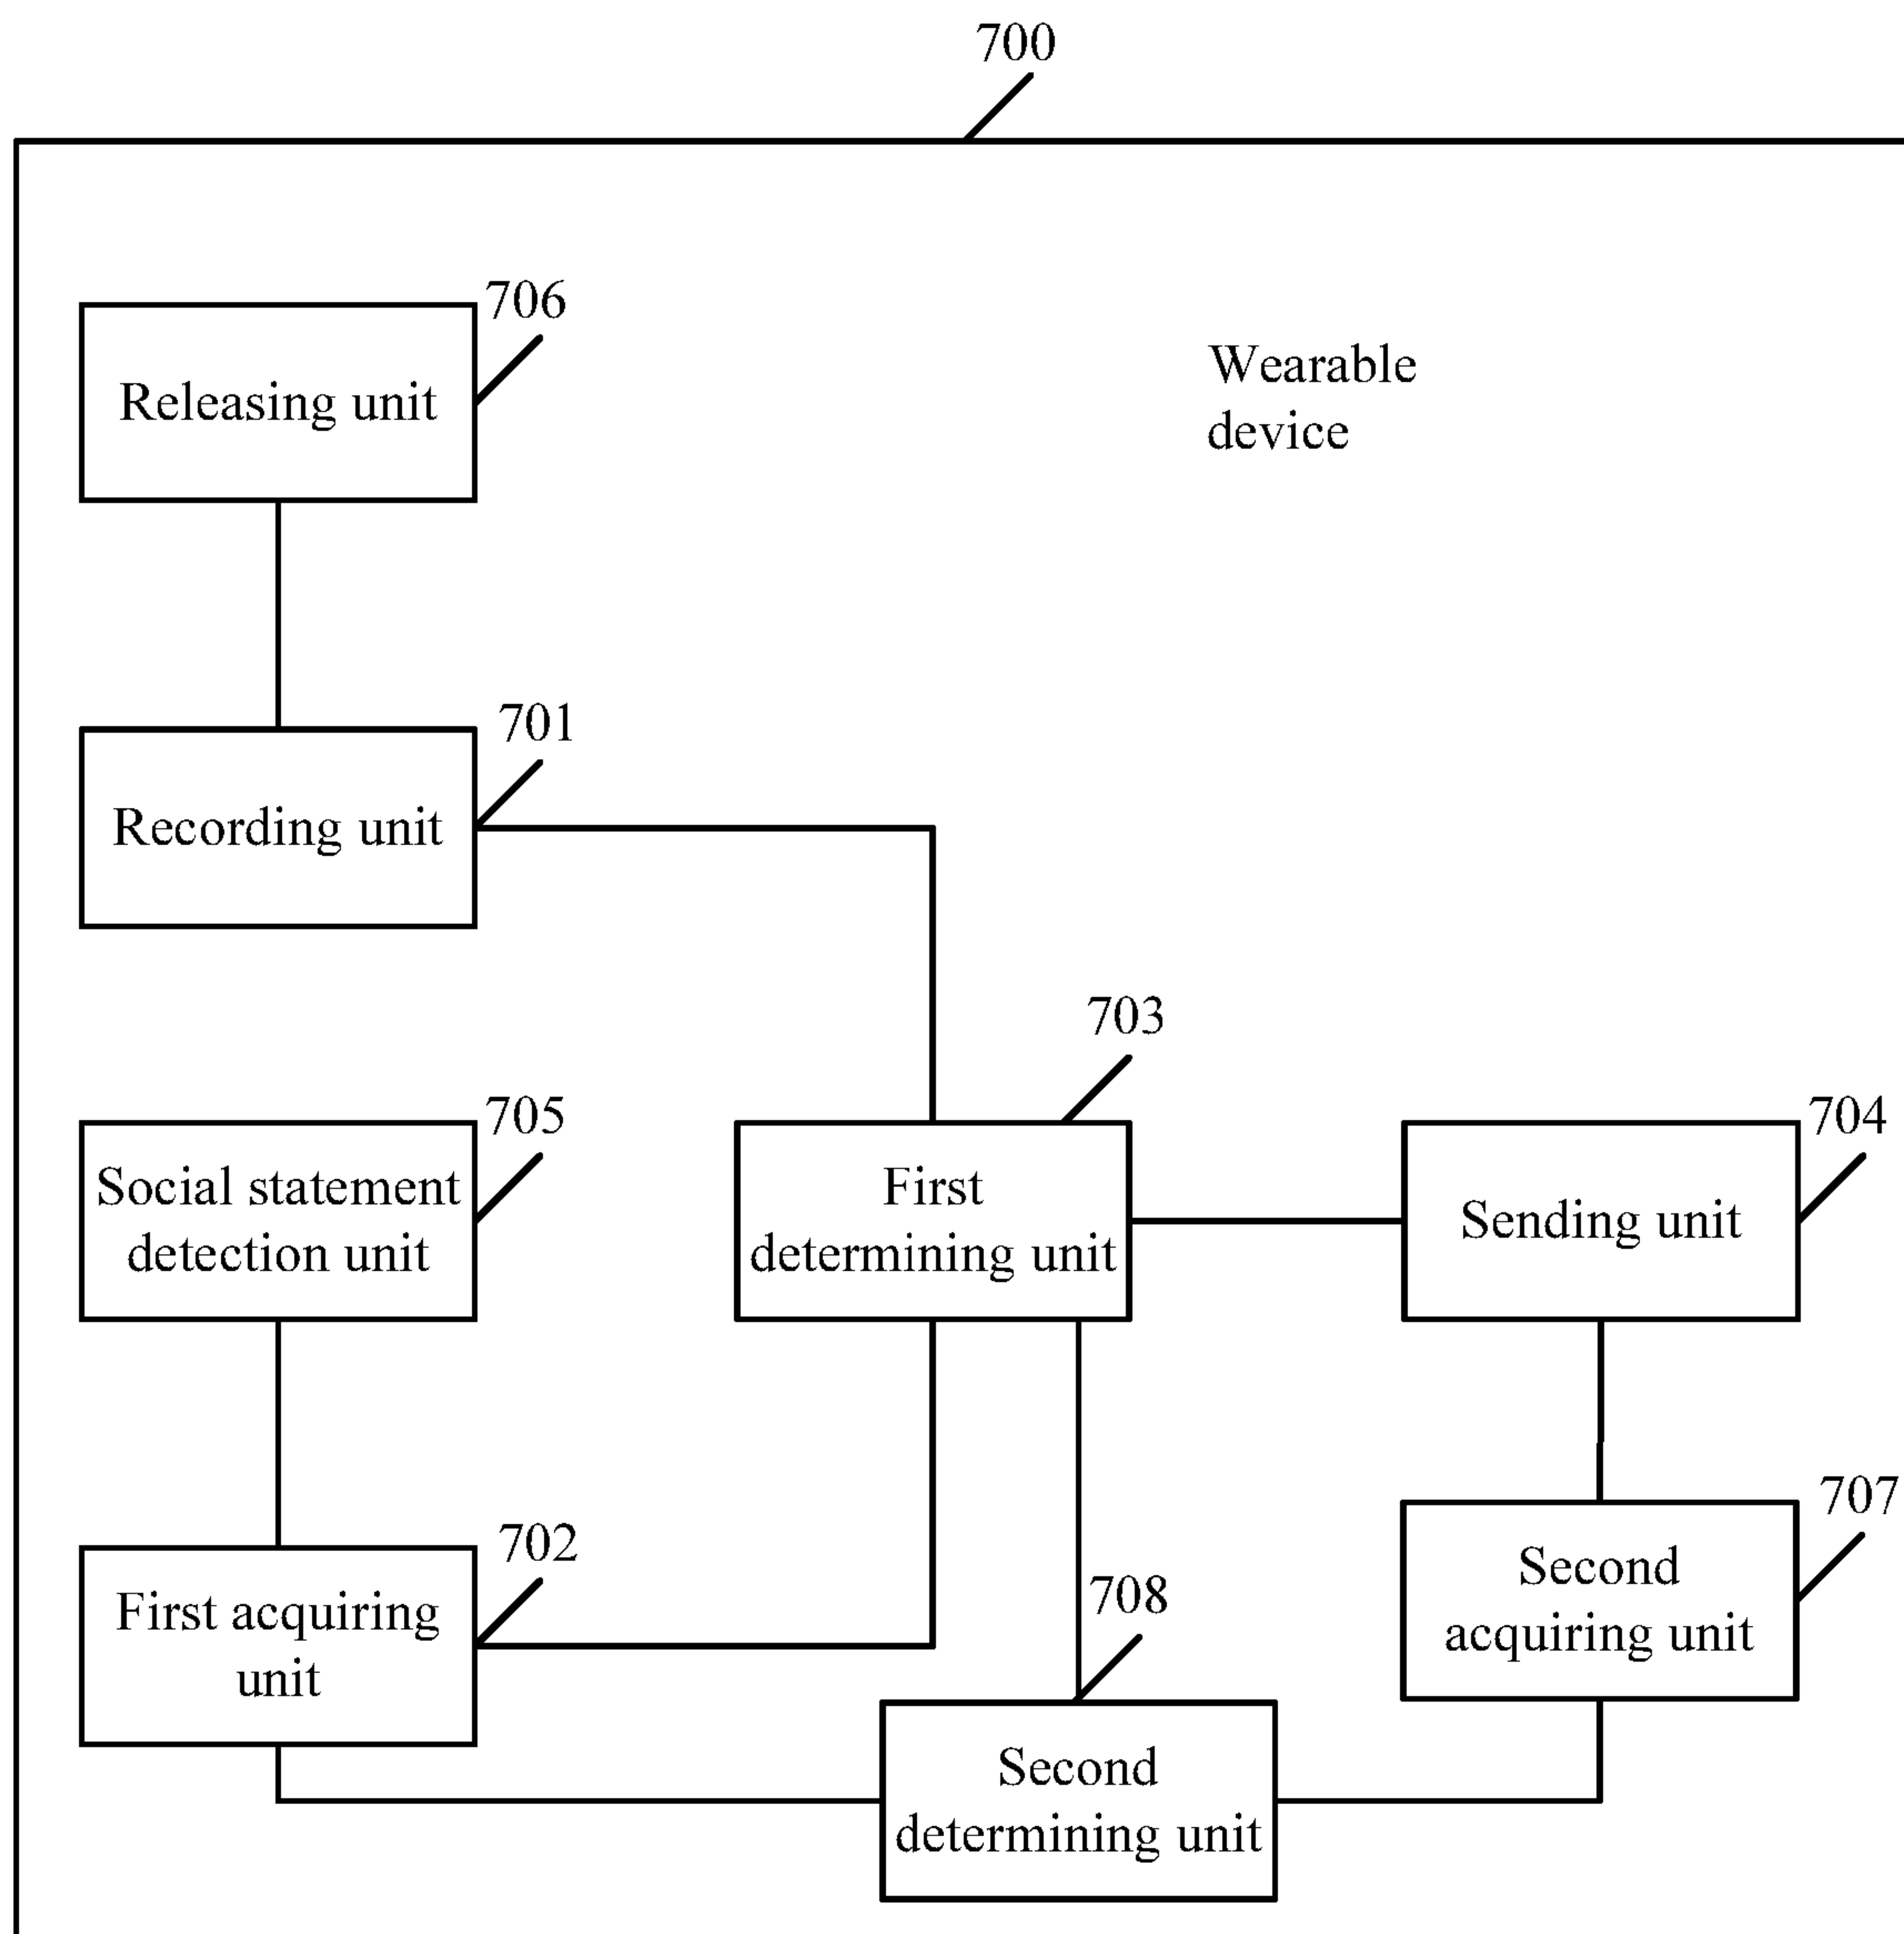 700
706
Releasing unit
Wearable
device
701
Recording unit
703
705
704
Social statement
detection unit
First
determining unit
Sending unit
707
702
First acquiring
unit
708
Second
acquiring unit
Second
determining unit